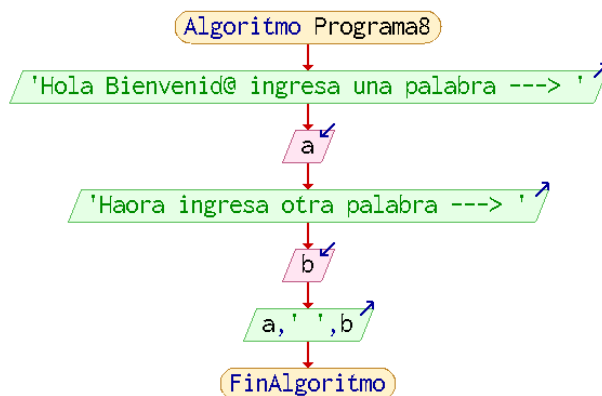 Algoritmo Programa8
'Hola Bienvenid@ ingresa una palabra ---> '
a
'Haora ingresa otra palabra ---> '
b
a,' ',b
FinAlgoritmo